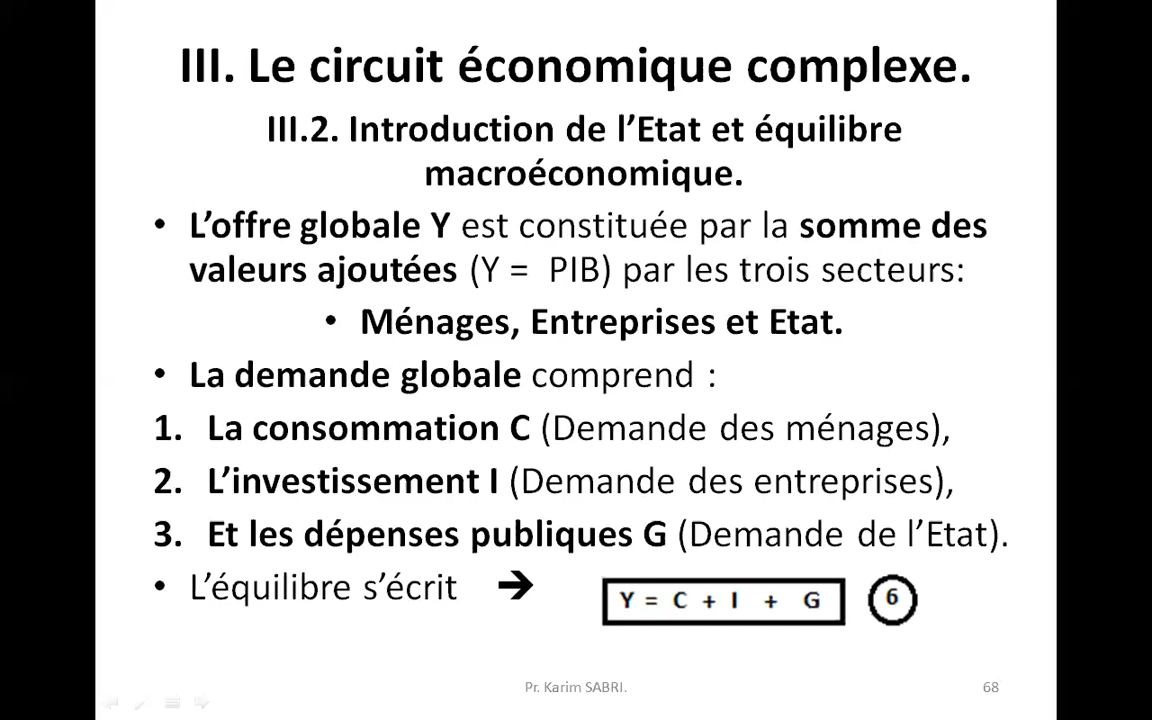 III. Le circuit économique complexe.
III.2. Introduction de l’Etat et équilibre
macroéconomique.
• L’offre globale Y est constituée par la somme des
valeurs ajoutées (Y = PIB) par les trois secteurs:
• Ménages, Entreprises et Etat.
• La demande globale comprend :
1. La consommation C (Demande des ménages),
2. L’investissement I (Demande des entreprises),
3. Et les dépenses publiques G (Demande de l’Etat).
• L’équilibre s’écrit ➔ Y = C + I + G 6
Pr. Karim SABRI. 68